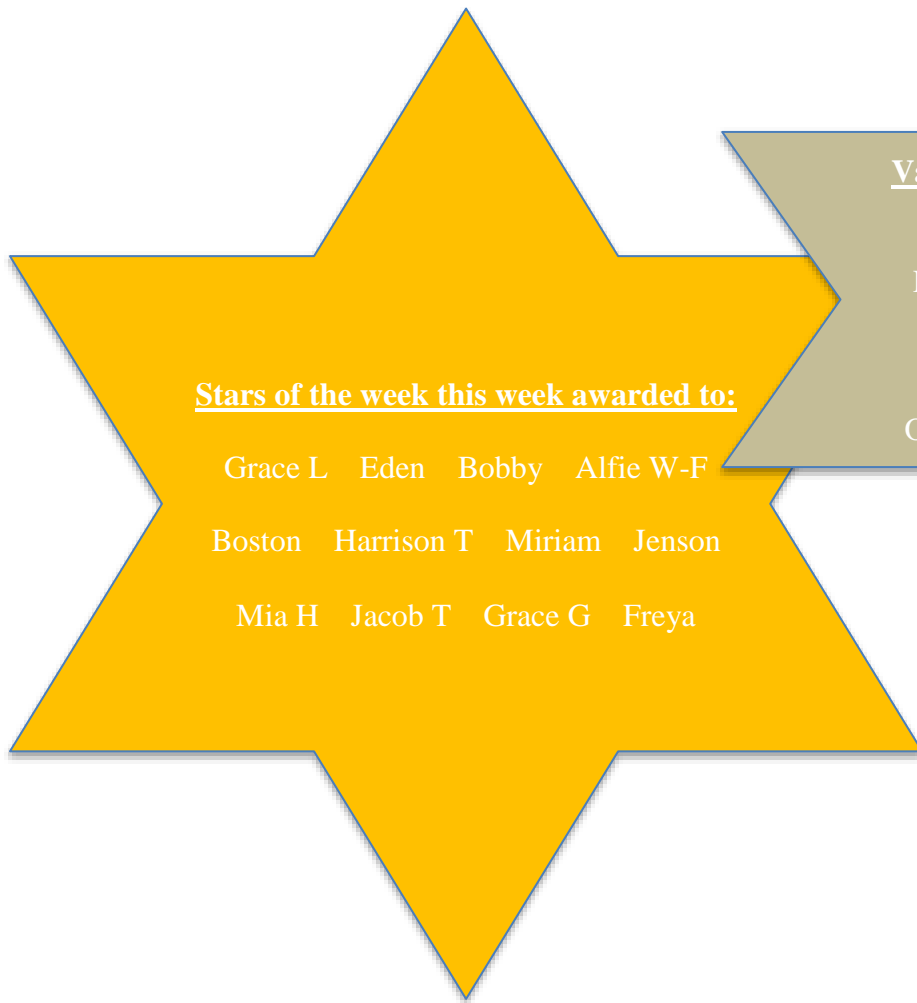 Stars of the week this week awarded to:
Grace L Eden Bobby Alfie W-F
Boston Harrison T Miriam Jenson
Mia H Jacob T Grace G Freya